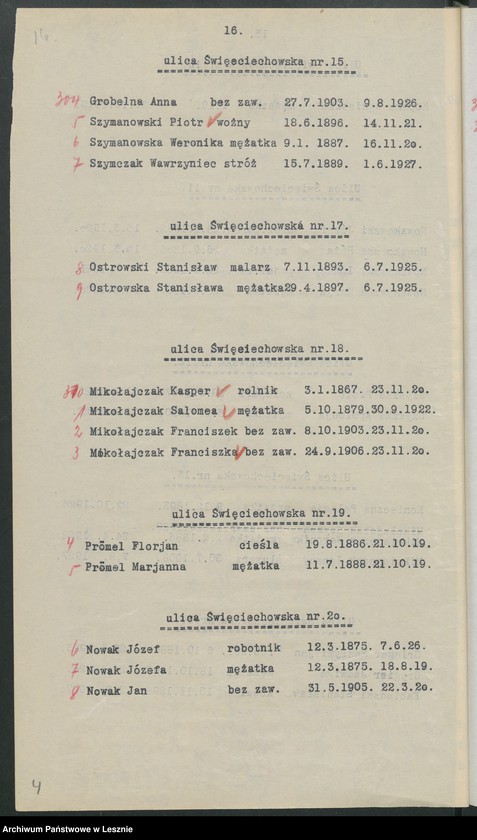 16.
ulica Święciechowska nr.15.
304 Grobelna Anna bez zaw. 27.7.1903. 9.8.1926.
5 Szymanowski Piotr woźny 18.6.1896. 14.11.21.
6 Szymanowska Weronika mężatka 9.1. 1887. 16.11.2o.
7 Szymczak Wawrzyniec stróż 15.7.1889. 1.6.1927.
ulica Święciechowska nr.17.
8 Ostrowski Stanisław malarz 7.11.1893. 6.7.1925.
9 Ostrowska Stanisława mężatka29.4.1897. 6.7.1925.
ulica Święciechowska nr.18.
310 Mikołajczak Kasper rolnik 3.1.1867. 23.11.2o.
1 Mikołajczak Salomea mężatka 5.10.1879.30.9.1922.
2 Mikołajczak Franciszek bez zaw. 8.10.1903.23.11.2o.
3 Mikołajczak Franciszka bez zaw. 24.9.1906.23.11.2o.
ulica Święciechowska nr.19.
4 Prömel Florjan cieśla 19.8.1886.21.10.19.
5 Prömel Marjanna mężatka 11.7.1888.21.10.19.
ulica Święciechowska nr.2o.
6 Nowak Józef robotnik 12.3.1875. 7.6.26.
7 Nowak Józefa mężatka 12.3.1875. 18.8.19.
8 Nowak Jan bez zaw. 31.5.1905. 22.3.2o.
4
Archiwum Państwowe w Lesznie